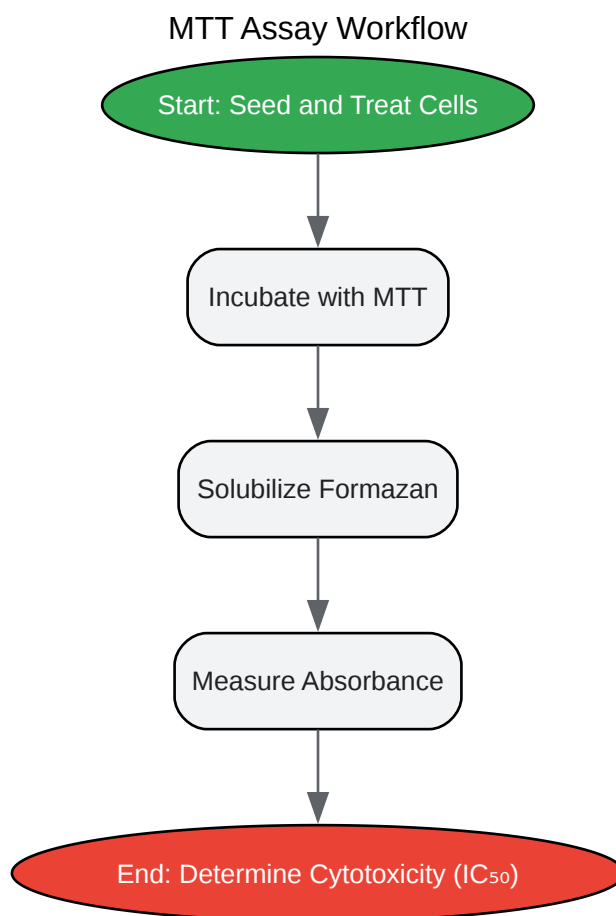 MTT Assay Workflow
Start: Seed and Treat Cells
Incubate with MTT
Solubilize Formazan
Measure Absorbance
End: Determine Cytotoxicity (IC₅₀)